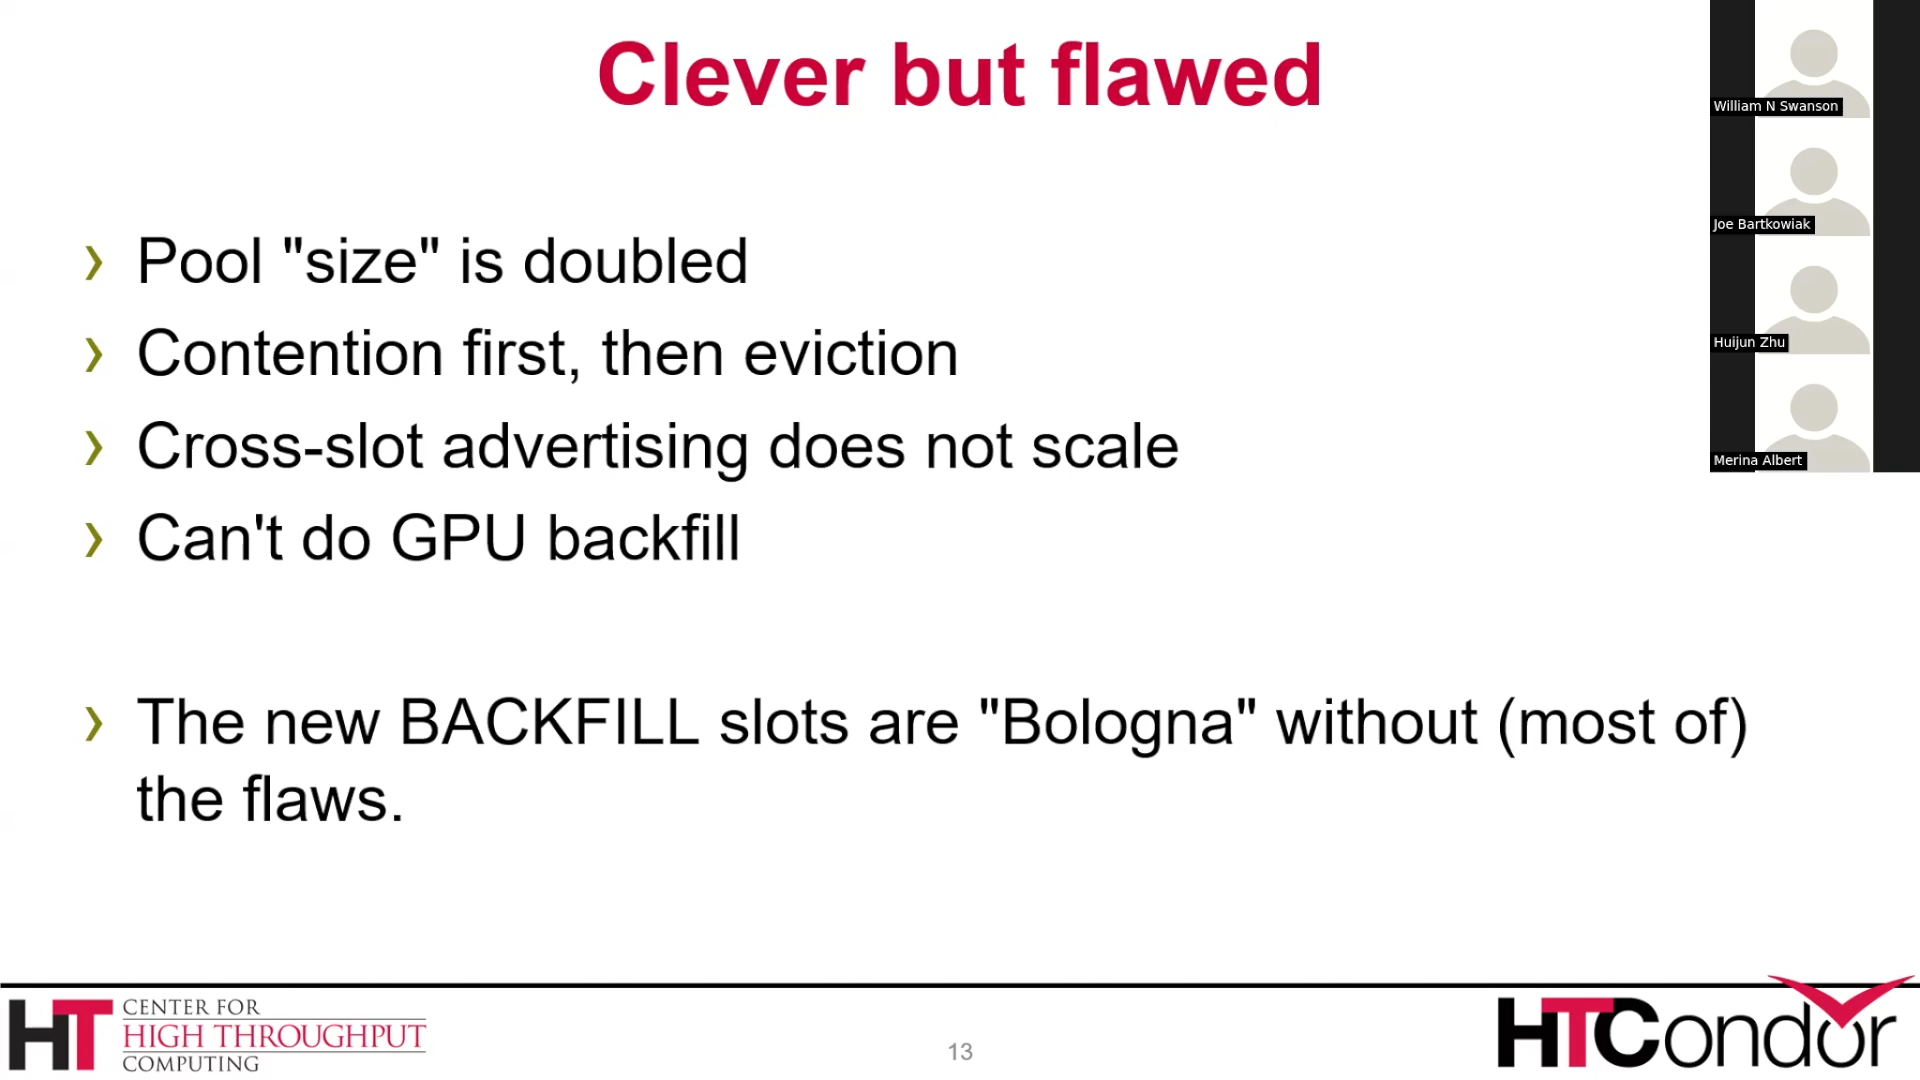 Clever but flawed
› Pool "size" is doubled
› Contention first, then eviction
› Cross-slot advertising does not scale
› Can't do GPU backfill
› The new BACKFILL slots are "Bologna" without (most of)
the flaws.
William N Swanson
Joe Bartkowiak
Huijun Zhu
Merina Albert
HT
CENTER FOR
HIGH THROUGHPUT
COMPUTING
13
HTCondor